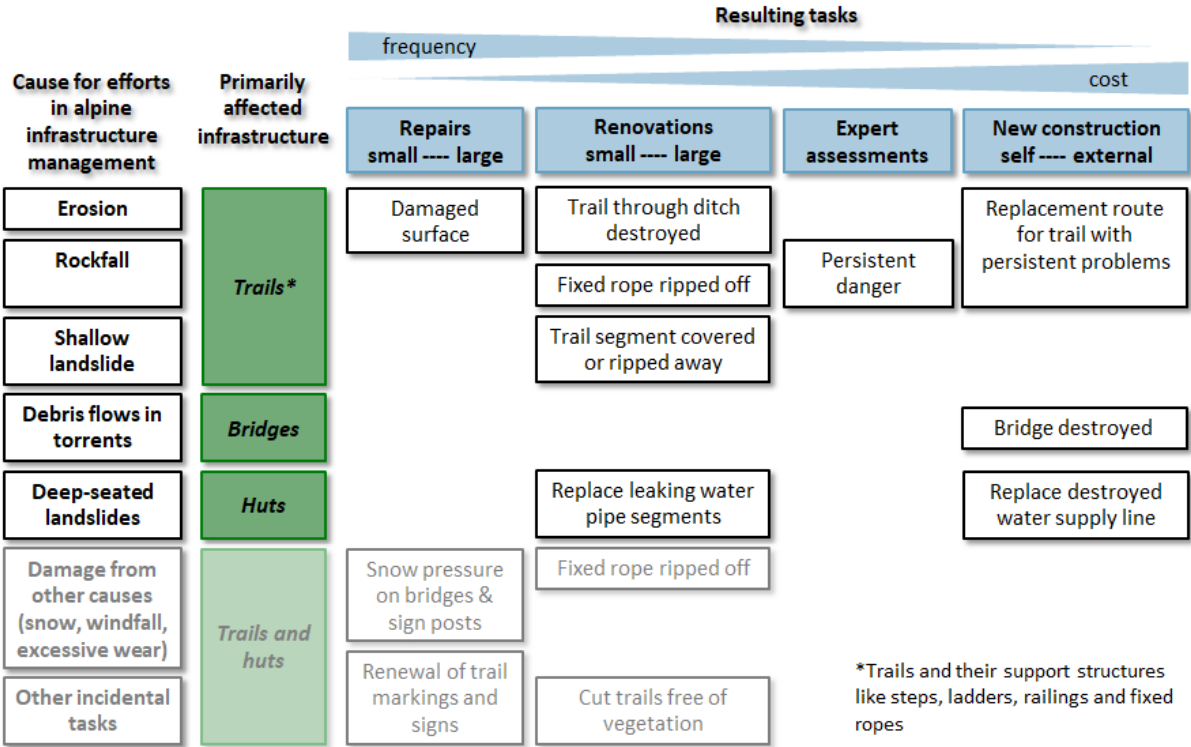 Resulting tasks
frequency
cost
Cause for efforts
in alpine
infrastructure
management
Primarily
affected
infrastructure
Repairs
small ---- large
Renovations
small ---- large
Expert
assessments
New construction
self ---- external
Erosion
Rockfall
Shallow
landslide
Trails*
Damaged
surface
Trail through ditch
destroyed
Fixed rope ripped off
Trail segment covered
or ripped away
Persistent
danger
Replacement route
for trail with
persistent problems
Debris flows in
torrents
Bridges
Bridge destroyed
Deep-seated
landslides
Huts
Replace leaking water
pipe segments
Replace destroyed
water supply line
Damage from
other causes
(snow, windfall,
excessive wear)
Other incidental
tasks
Trails and
huts
Snow pressure
on bridges &
sign posts
Fixed rope ripped off
Renewal of trail
markings and
signs
Cut trails free of
vegetation
*Trails and their support structures
like steps, ladders, railings and fixed
ropes